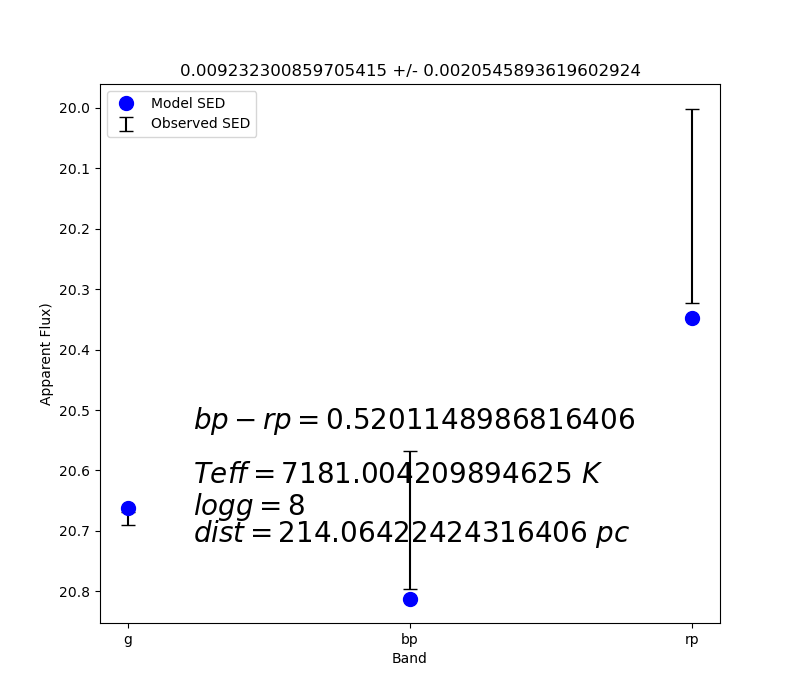 0.009232300859705415 +/- 0.0020545893619602924
Model SED
Observed SED
20.0
20.1
20.2
20.3
20.4
20.5
20.6
20.7
20.8
Apparent Flux)
bp − rp = 0.5201148986816406
Teff = 7181.004209894625 K
logg = 8
dist = 214.06422424316406 pc
g bp rp
Band